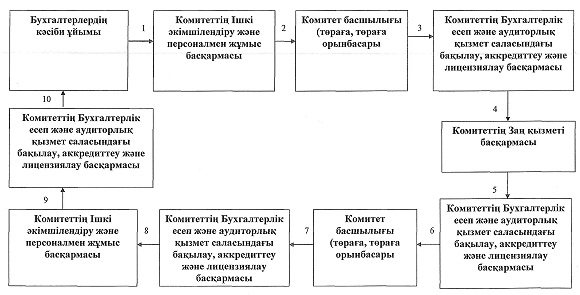 Бухгалтерлердің
кәсіби ұйымы
1
Комитеттің Ішкі
әкімшілендіру және
персоналмен жұмыс
басқармасы
2
Комитет басшылығы
(төраға, төраға
орынбасары
3
Комитеттің Бухгалтерлік
есеп және аудиторлық
қызмет саласындағы
бақылау, аккредиттеу және
лицензиялау басқармасы
4
Комитеттің Заң қызметі
басқармасы
5
Комитеттің Бухгалтерлік
есеп және аудиторлық
қызмет саласындағы
бақылау, аккредиттеу
және лицензиялау
басқармасы
6
Комитет
басшылығы
(төраға, төраға
орынбасары
7
Комитеттің Бухгалтерлік
есеп және аудиторлық
қызмет саласындағы
бақылау, аккредиттеу
және лицензиялау
басқармасы
8
Комитеттің Ішкі
әкімшілендіру және
персоналмен жұмыс
басқармасы
9
Комитеттің Бухгалтерлік
есеп және аудиторлық
қызмет саласындағы
бақылау, аккредиттеу және
лицензиялау басқармасы
10